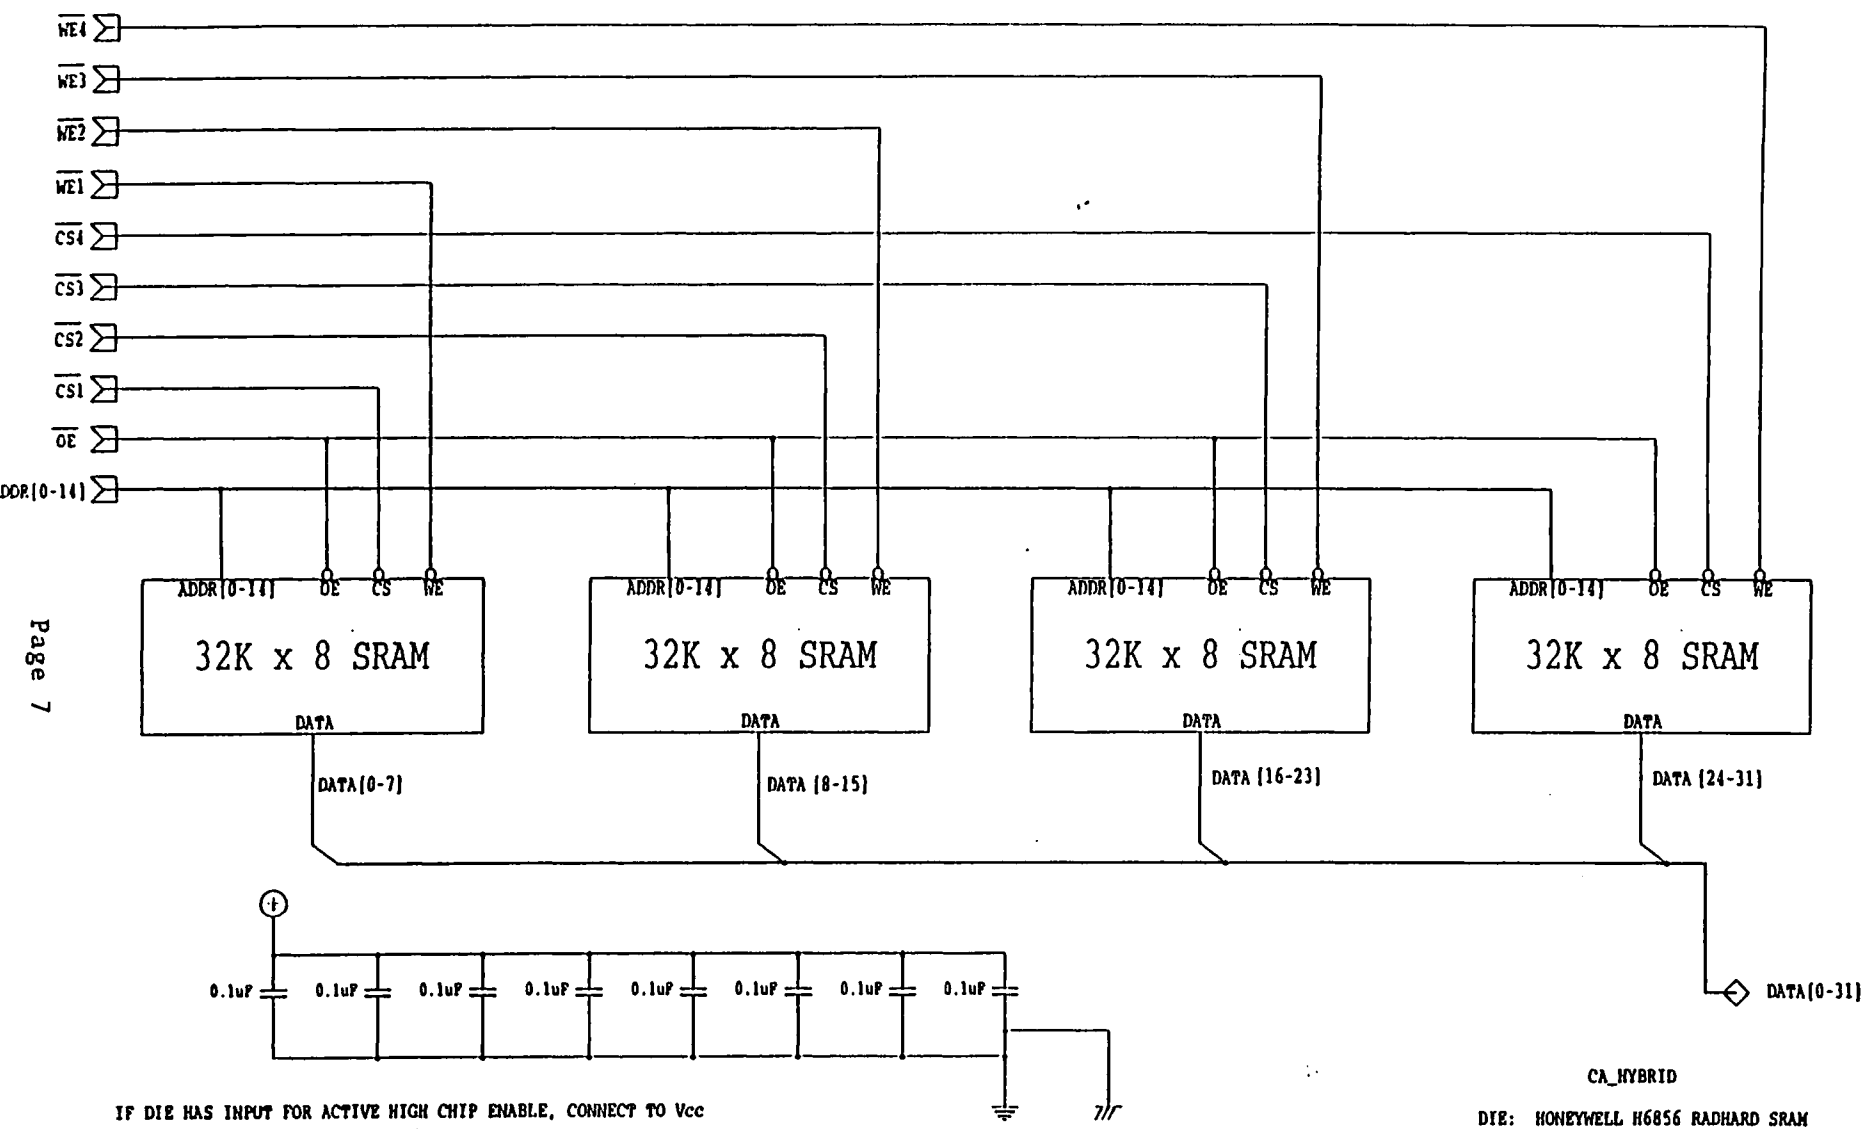 WE4
WE3
WE2
WE1
CS4
CS3
CS2
CS1
OE
DDR[0-14]
ADDR[0-14] OE CS WE
ADDR[0-14] OE CS WE
ADDR[0-14] OE CS WE
ADDR[0-14] OE CS WE
32K x 8 SRAM
32K x 8 SRAM
32K x 8 SRAM
32K x 8 SRAM
Page 7
DATA
DATA
DATA
DATA
DATA[0-7]
DATA [8-15]
DATA [16-23]
DATA [24-31]
0.1uF
0.1uF
0.1uF
0.1uF
0.1uF
0.1uF
0.1uF
0.1uF
DATA[0-31]
CA_HYBRID
IF DIE HAS INPUT FOR ACTIVE HIGH CHIP ENABLE, CONNECT TO Vcc
DIE: HONEYWELL H6856 RADHARD SRAM